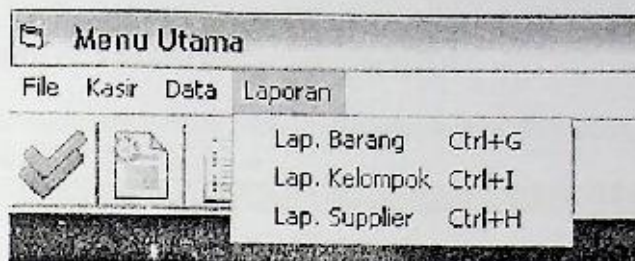 Menu Utama
File Kasir Data Laporan
Lap. Barang Ctrl+G
Lap. Kelompok Ctrl+I
Lap. Supplier Ctrl+H